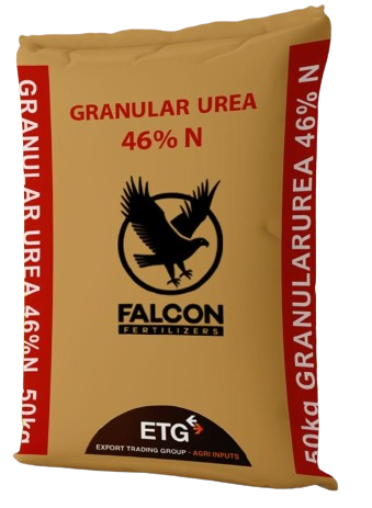 GRANULAR UREA
46% N
FALCON
FERTILIZERS
ETG
EXPORT TRADING GROUP - AGRI INPUTS
GRANULAR UREA 46% N 50kg
50kg GRANULARUREA 46% N